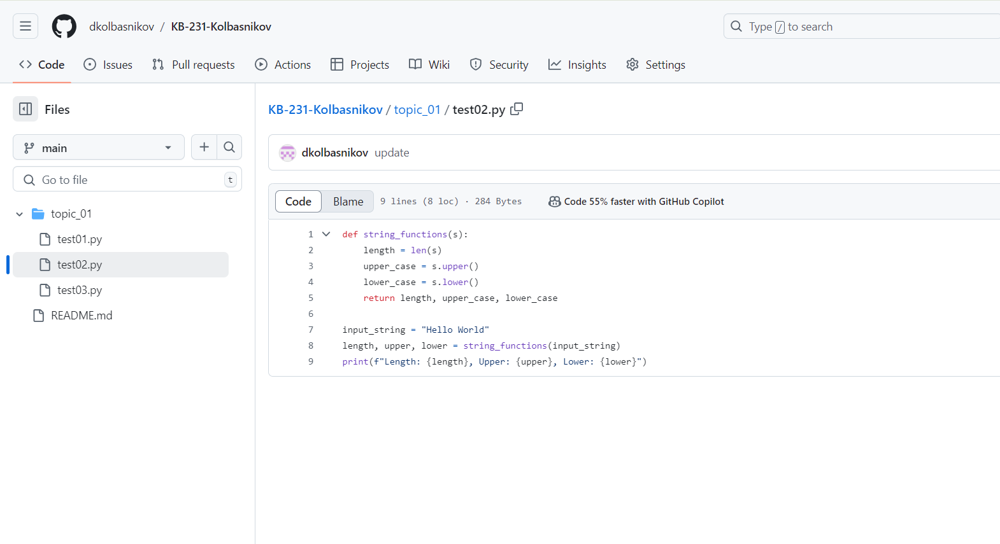 dkolbasnikov / KB-231-Kolbasnikov
Type / to search
Code Issues Pull requests Actions Projects Wiki Security Insights Settings
Files
main
Go to file t
topic_01
test01.py
test02.py
test03.py
README.md
KB-231-Kolbasnikov / topic_01 / test02.py
dkolbasnikov update
Code Blame 9 lines (8 loc) · 284 Bytes Code 55% faster with GitHub Copilot
1 def string_functions(s):
2     length = len(s)
3     upper_case = s.upper()
4     lower_case = s.lower()
5     return length, upper_case, lower_case
6
7 input_string = "Hello World"
8 length, upper, lower = string_functions(input_string)
9 print(f"Length: {length}, Upper: {upper}, Lower: {lower}")